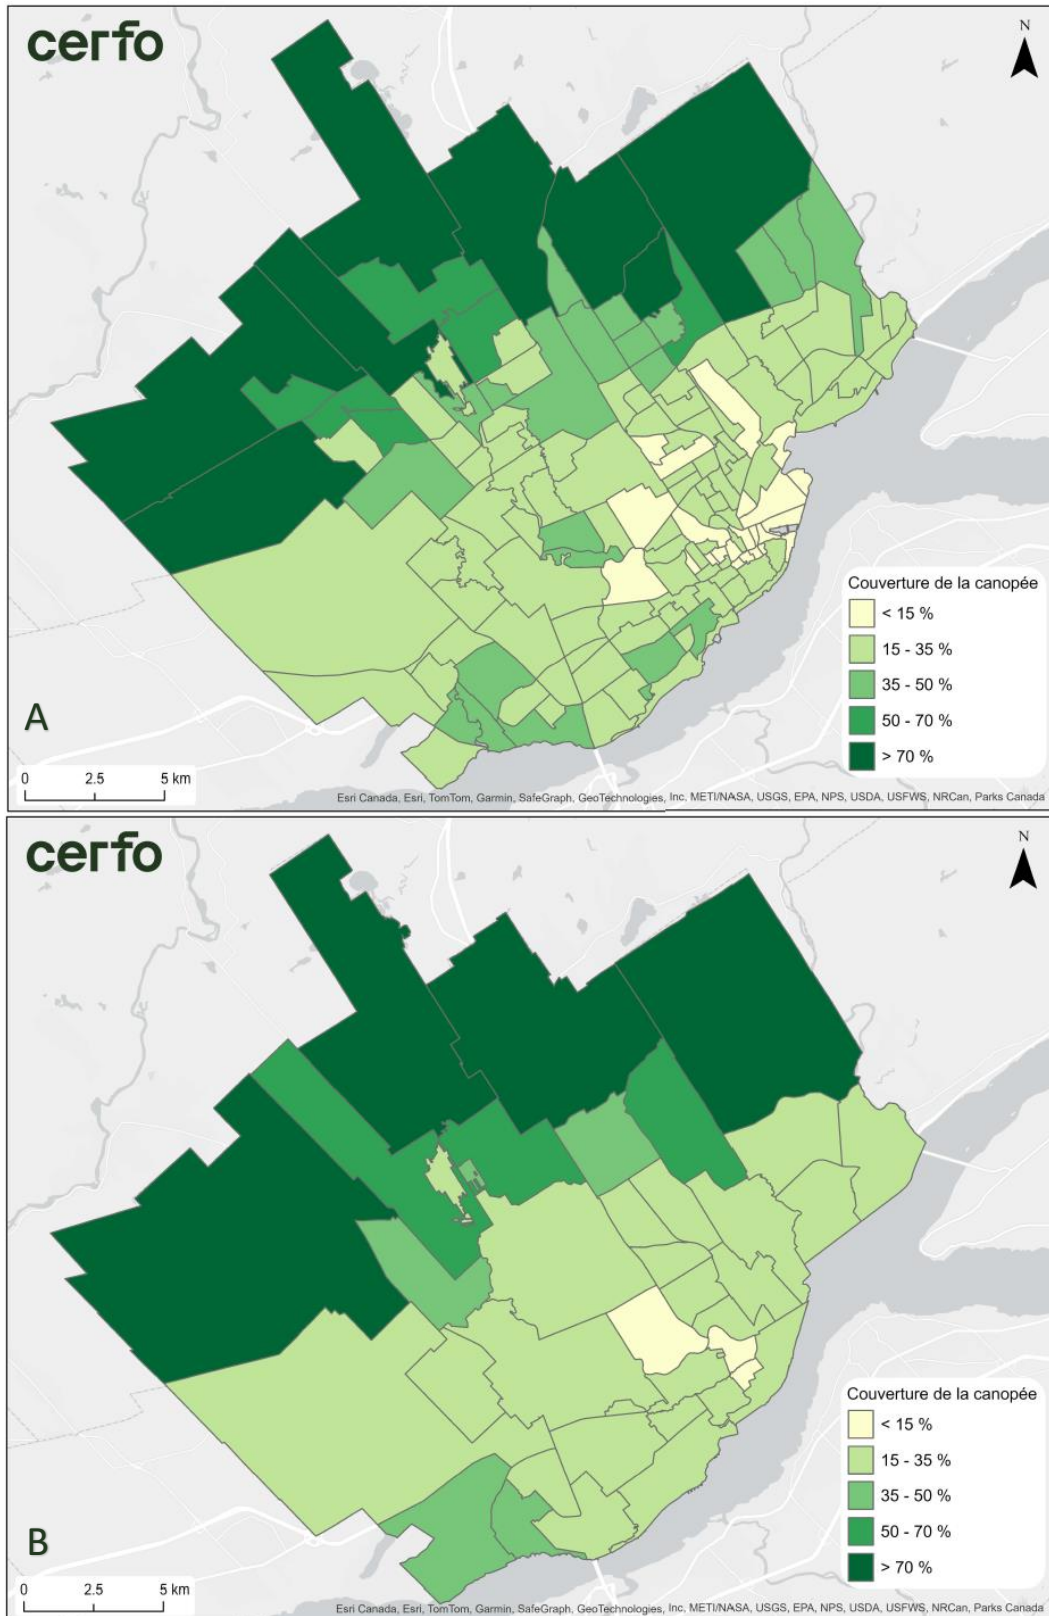 cerfo
N
Couverture de la canopée
< 15 %
15 - 35 %
35 - 50 %
50 - 70 %
> 70 %
A
0 2.5 5 km
Esri Canada, Esri, TomTom, Garmin, SafeGraph, GeoTechnologies, Inc. METI/NASA, USGS, EPA, NPS, USDA, USFWS, NRCan, Parks Canada
cerfo
N
Couverture de la canopée
< 15 %
15 - 35 %
35 - 50 %
50 - 70 %
> 70 %
B
0 2.5 5 km
Esri Canada, Esri, TomTom, Garmin, SafeGraph, GeoTechnologies, Inc, METI/NASA, USGS, EPA, NPS, USDA, USFWS, NRCan, Parks Canada